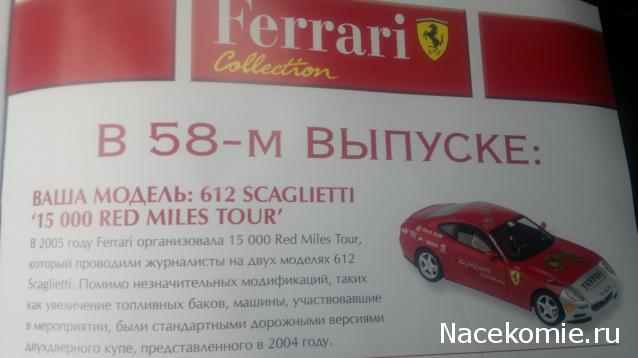 Ferrari
Collection
В 58-М ВЫПУСКЕ:
ВАША МОДЕЛЬ: 612 SCAGLIETTI
‘15 000 RED MILES TOUR’
В 2005 году Ferrari организовала 15 000 Red Miles Tour,
который проводили журналисты на двух моделях 612
Scaglietti. Помимо незначительных модификаций, таких
как увеличение топливных баков, машины, участвовавшие
в мероприятии, были стандартными дорожными версиями
двухдверного купе, представленного в 2004 году.
Nacekomie.ru